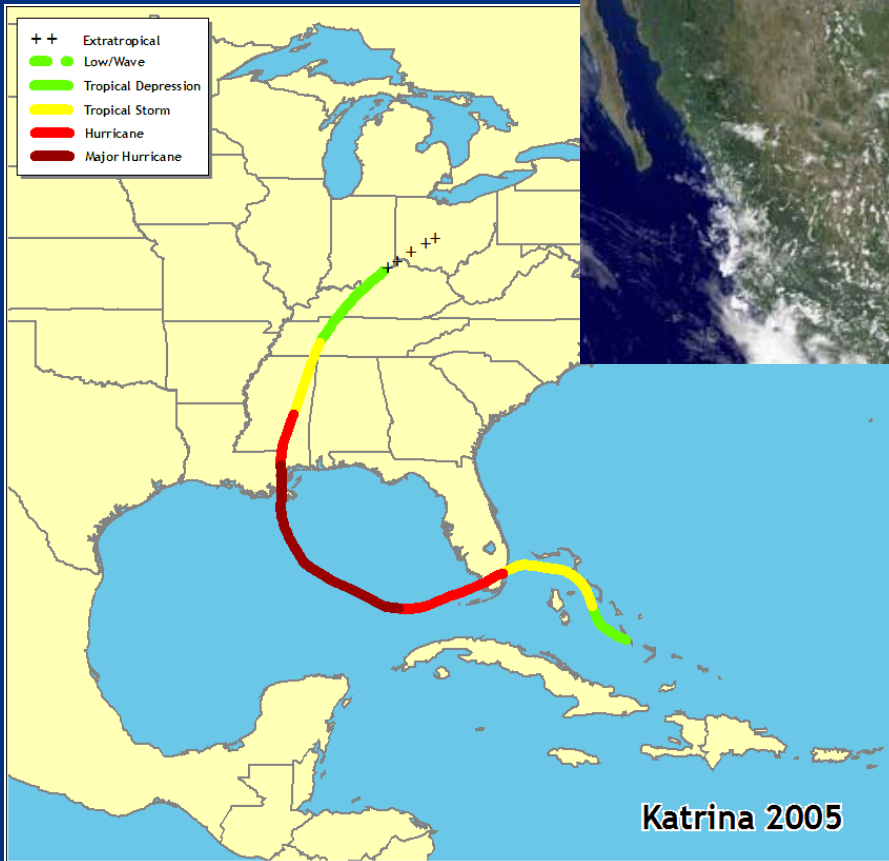 ++ Extratropical
Low/Wave
Tropical Depression
Tropical Storm
Hurricane
Major Hurricane
Katrina 2005